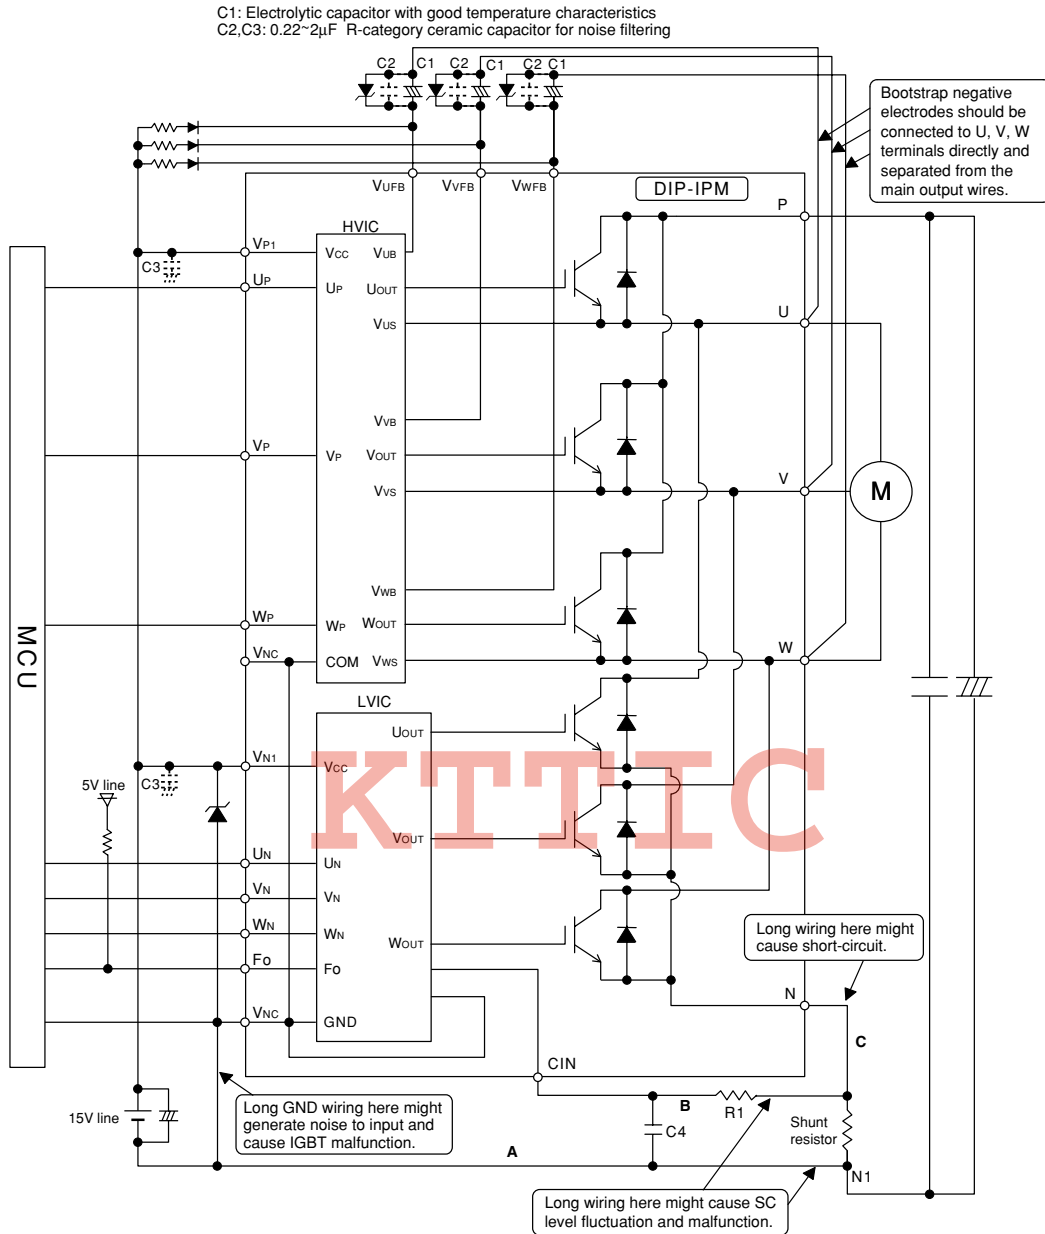 C1: Electrolytic capacitor with good temperature characteristics
C2,C3: 0.22~2μF R-category ceramic capacitor for noise filtering
C2 C1 C2 C1 C2 C1
Bootstrap negative
electrodes should be
connected to U, V, W
terminals directly and
separated from the
main output wires.
VUFB VVFB VWFB
DIP-IPM
P
HVIC
VP1
VCC
VUB
C3
UP
UP
UOUT
VUS
U
VVB
VP
VP
VOUT
VVS
V
M
VWB
WP
WP
WOUT
VNC
COM
VWS
W
MCU
LVIC
UOUT
VN1
VCC
C3
5V line
KTTIC
VOUT
UN
UN
VN
VN
WN
WN
WOUT
Long wiring here might
cause short-circuit.
Fo
Fo
N
VNC
GND
C
CIN
15V line
Long GND wiring here might
generate noise to input and
cause IGBT malfunction.
B
R1
C4
Shunt
resistor
A
N1
Long wiring here might cause SC
level fluctuation and malfunction.